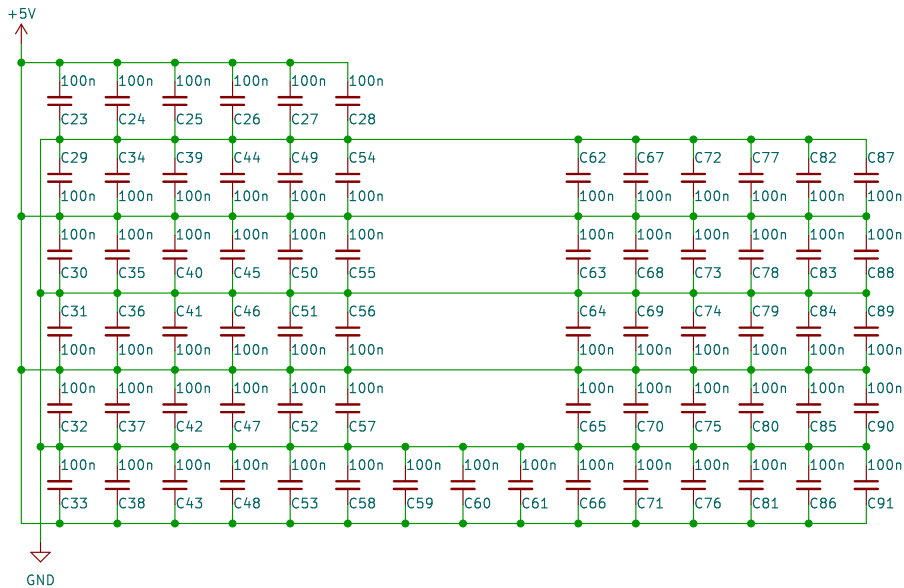 +5V
100n 100n 100n 100n 100n 100n
C23 C24 C25 C26 C27 C28
C29 C34 C39 C44 C49 C54 C62 C67 C72 C77 C82 C87
100n 100n 100n 100n 100n 100n 100n 100n 100n 100n 100n 100n
100n 100n 100n 100n 100n 100n 100n 100n 100n 100n 100n 100n
C30 C35 C40 C45 C50 C55 C63 C68 C73 C78 C83 C88
C31 C36 C41 C46 C51 C56 C64 C69 C74 C79 C84 C89
100n 100n 100n 100n 100n 100n 100n 100n 100n 100n 100n 100n
100n 100n 100n 100n 100n 100n 100n 100n 100n 100n 100n 100n
C32 C37 C42 C47 C52 C57 C65 C70 C75 C80 C85 C90
100n 100n 100n 100n 100n 100n 100n 100n 100n 100n 100n 100n 100n 100n 100n
C33 C38 C43 C48 C53 C58 C59 C60 C61 C66 C71 C76 C81 C86 C91
GND